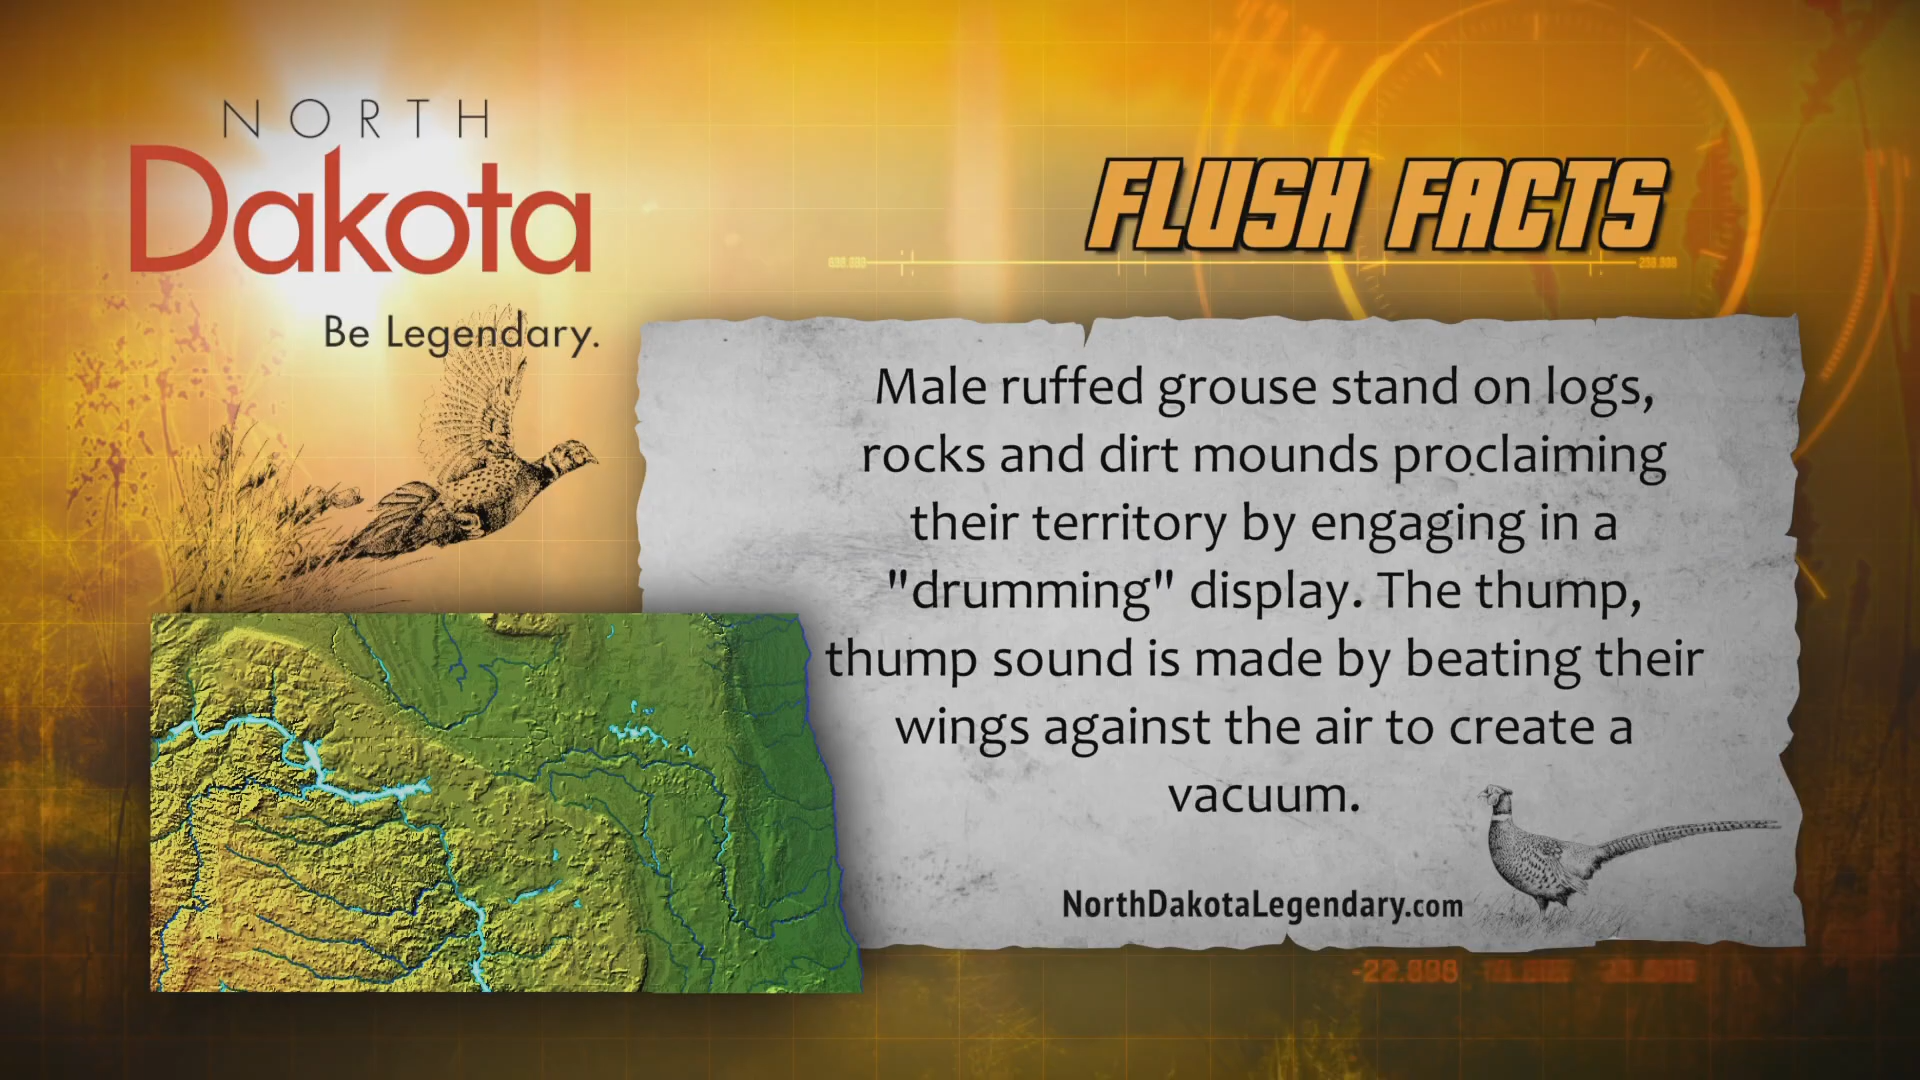 NORTH
Dakota
Be Legendary.
FLUSH FACTS
Male ruffed grouse stand on logs,
rocks and dirt mounds proclaiming
their territory by engaging in a
"drumming" display. The thump,
thump sound is made by beating their
wings against the air to create a
vacuum.
NorthDakotaLegendary.com